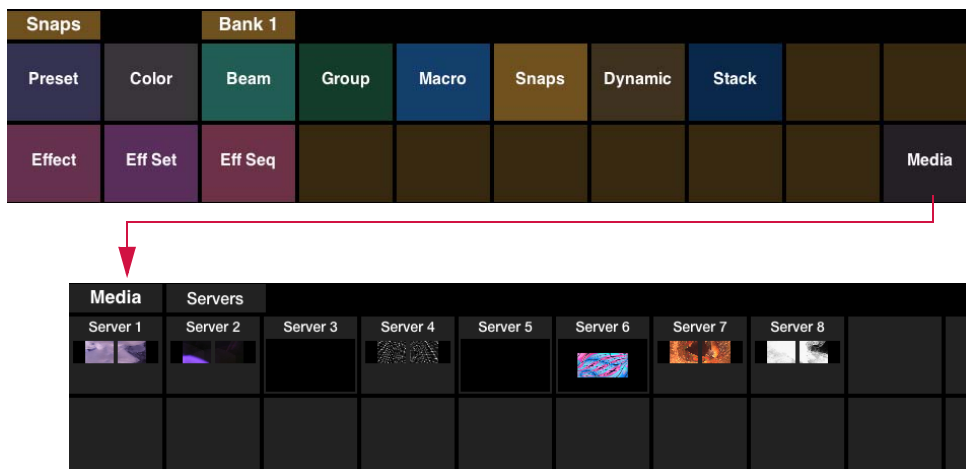 Snaps Bank 1
Preset Color Beam Group Macro Snaps Dynamic Stack
Effect Eff Set Eff Seq Media
Media Servers
Server 1 Server 2 Server 3 Server 4 Server 5 Server 6 Server 7 Server 8